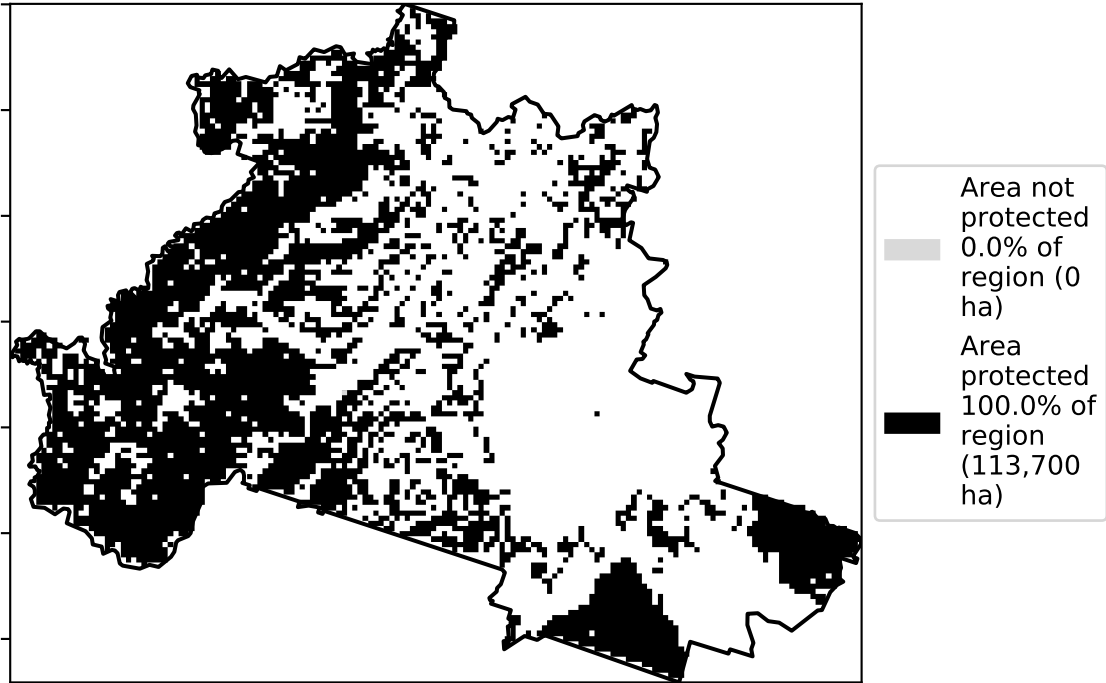 Area not
protected
0.0% of
region (0
ha)
Area
protected
100.0% of
region
(113,700
ha)